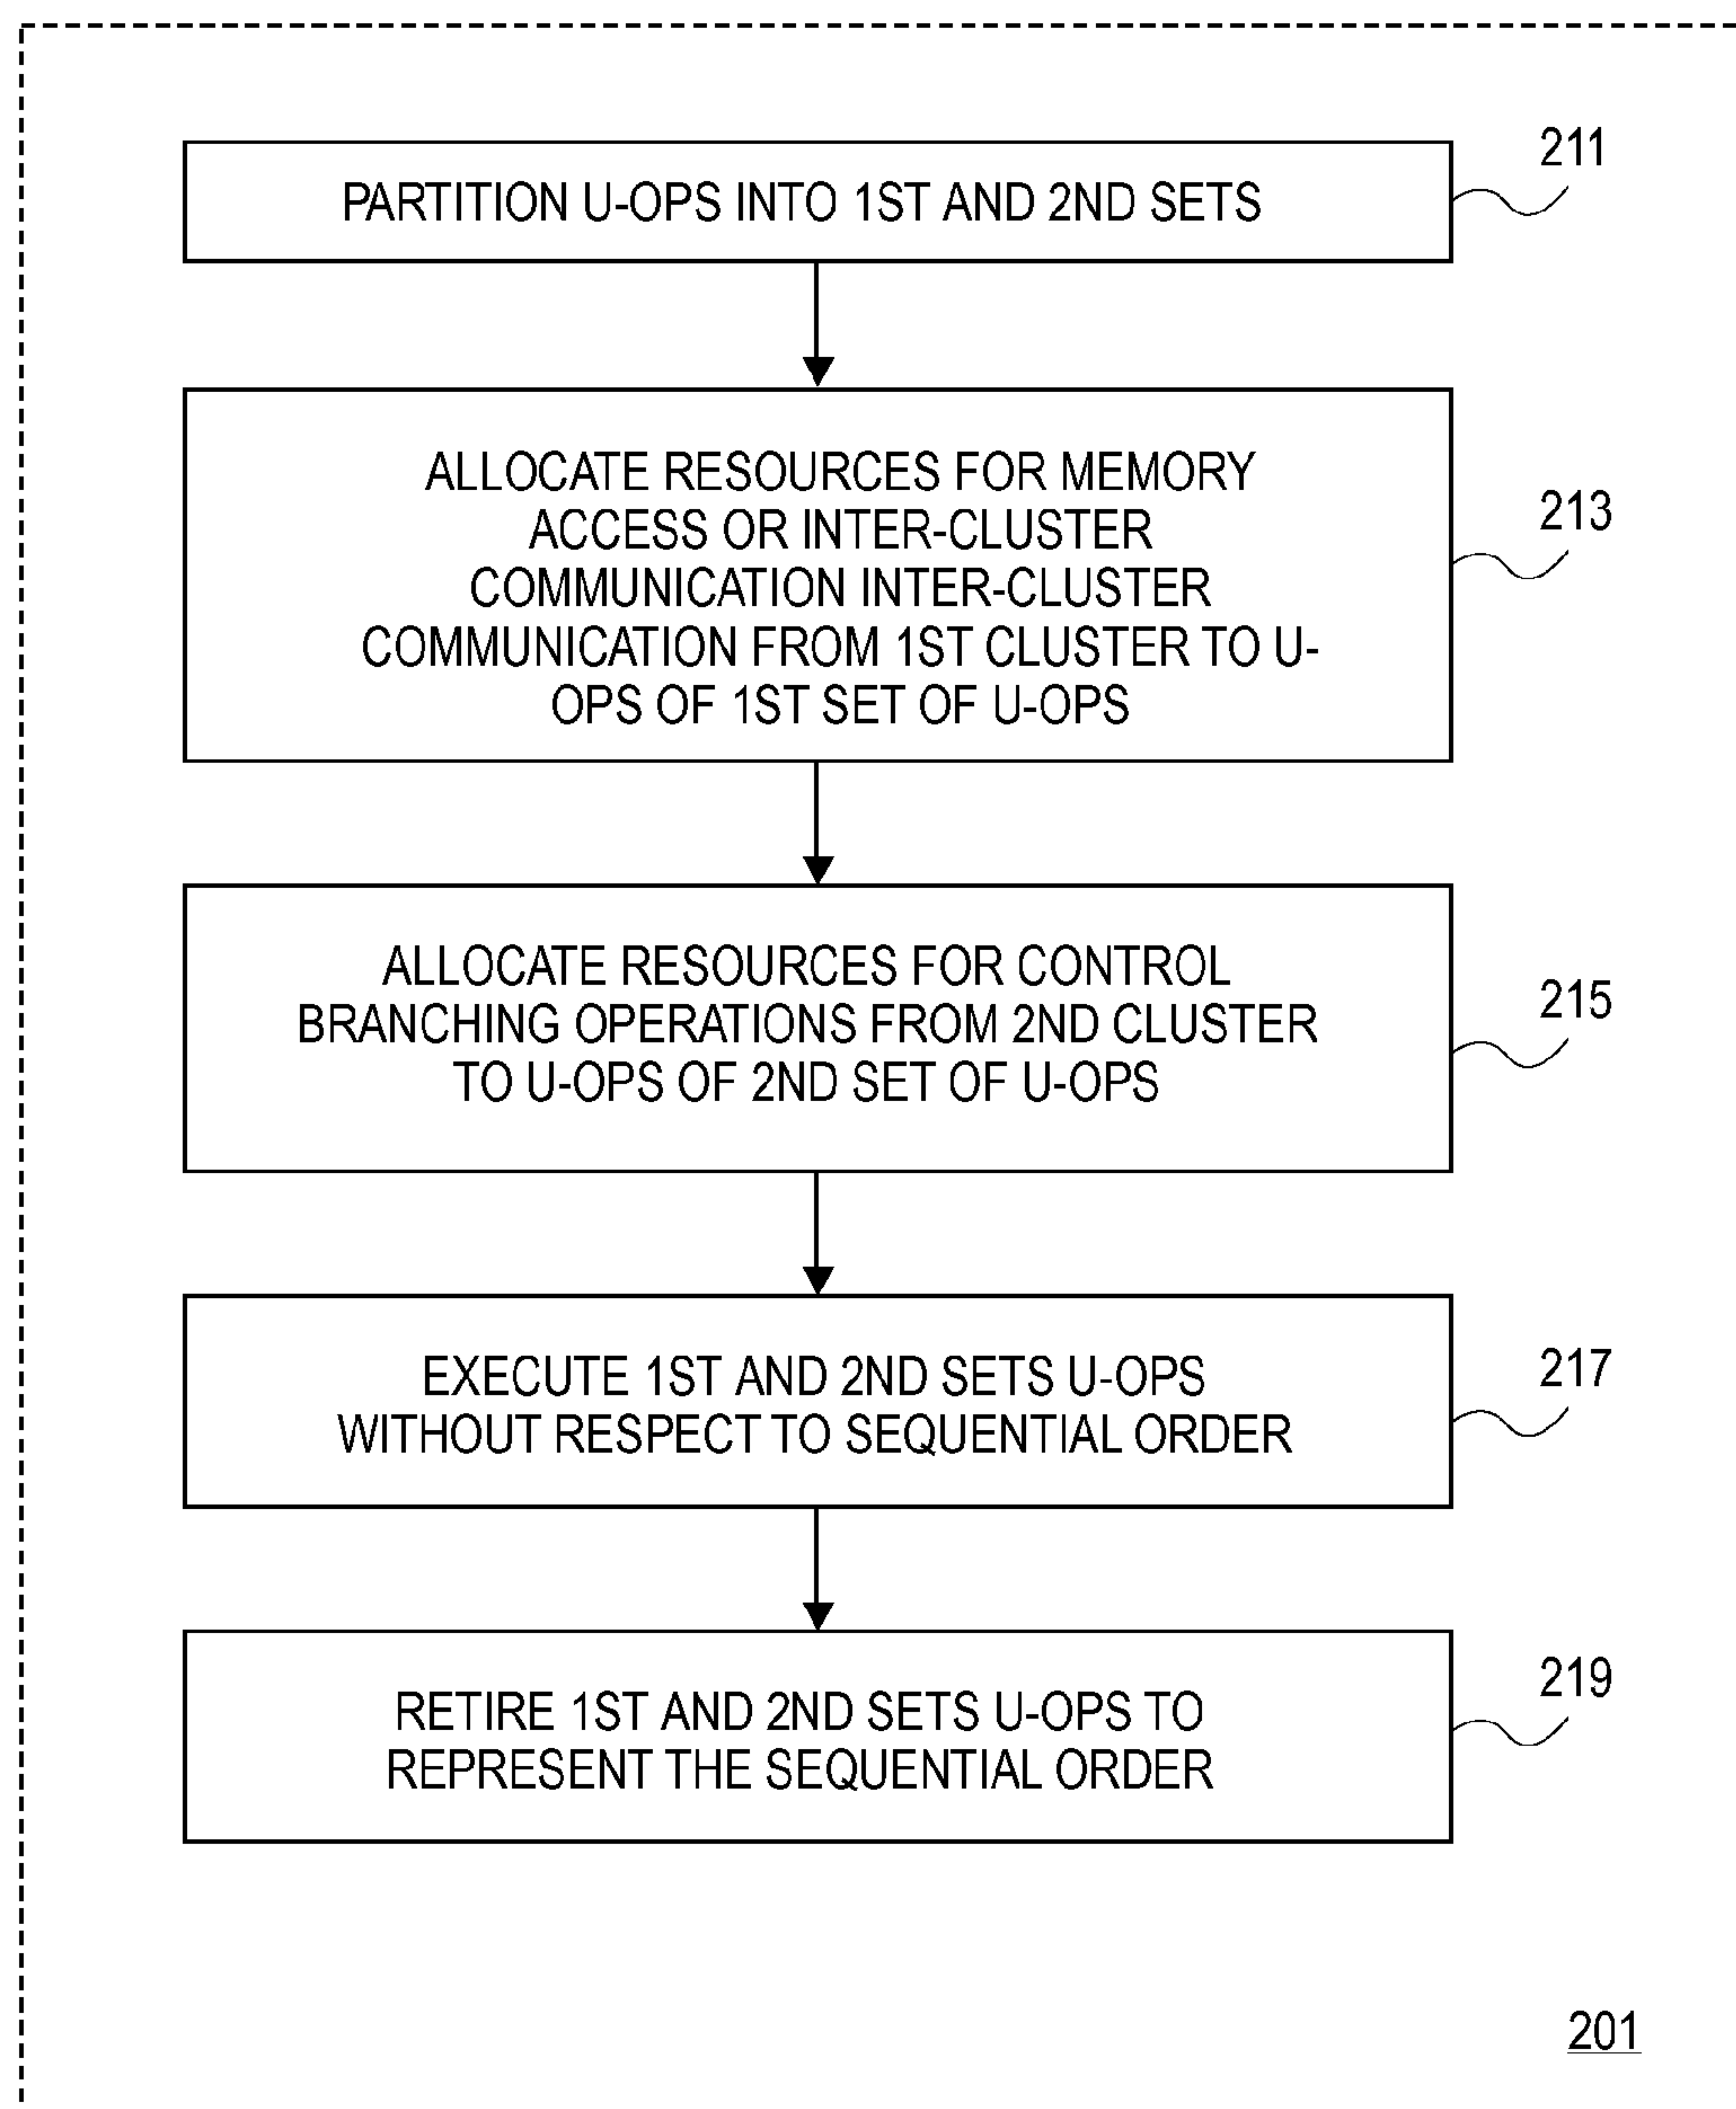 211
PARTITION U-OPS INTO 1ST AND 2ND SETS
ALLOCATE RESOURCES FOR MEMORY
ACCESS OR INTER-CLUSTER
COMMUNICATION INTER-CLUSTER
COMMUNICATION FROM 1ST CLUSTER TO U-
OPS OF 1ST SET OF U-OPS
213
ALLOCATE RESOURCES FOR CONTROL
BRANCHING OPERATIONS FROM 2ND CLUSTER
TO U-OPS OF 2ND SET OF U-OPS
215
EXECUTE 1ST AND 2ND SETS U-OPS
WITHOUT RESPECT TO SEQUENTIAL ORDER
217
RETIRE 1ST AND 2ND SETS U-OPS TO
REPRESENT THE SEQUENTIAL ORDER
219
201